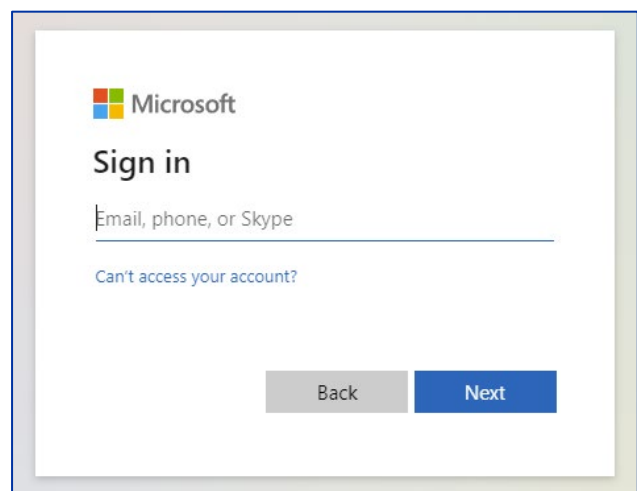 Microsoft
Sign in
Email, phone, or Skype
Can't access your account?
Back Next